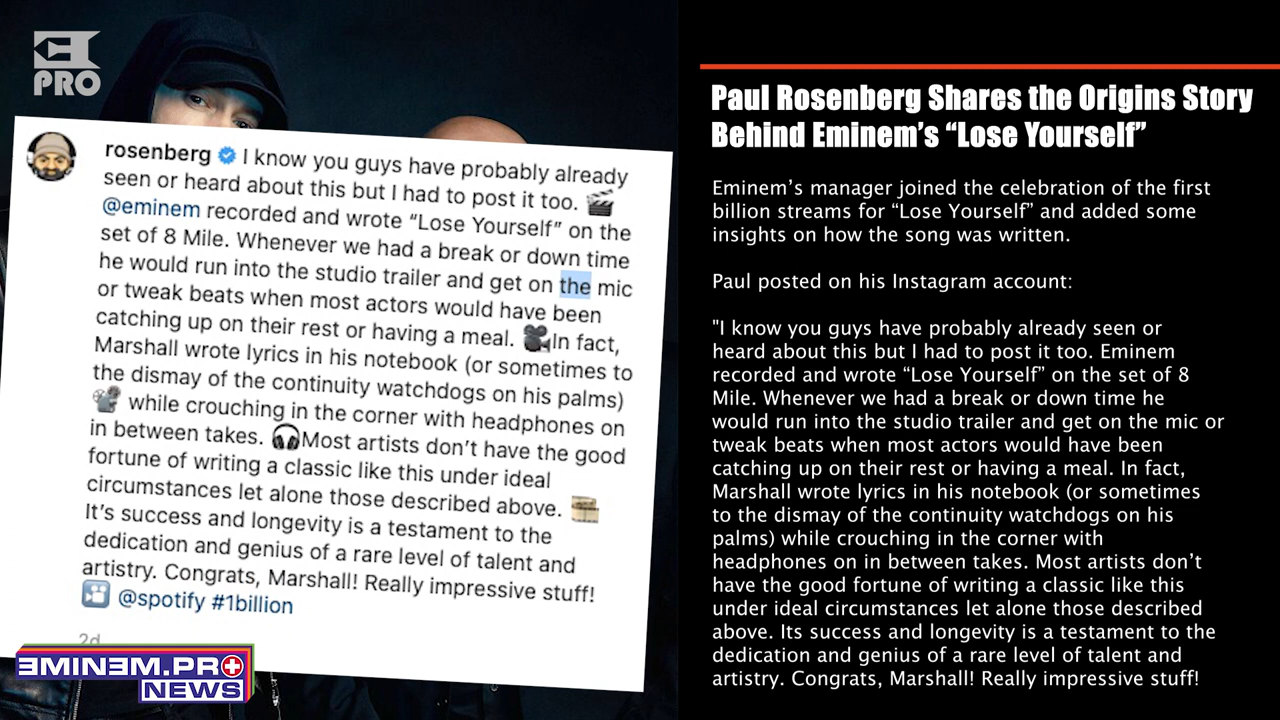 E
PRO
rosenberg I know you guys have probably already
seen or heard about this but I had to post it too. 🎬
@eminem recorded and wrote “Lose Yourself” on the
set of 8 Mile. Whenever we had a break or down time
he would run into the studio trailer and get on the mic
or tweak beats when most actors would have been
catching up on their rest or having a meal. 🎥In fact,
Marshall wrote lyrics in his notebook (or sometimes to
the dismay of the continuity watchdogs on his palms)
📽 while crouching in the corner with headphones on
in between takes. 🎧Most artists don’t have the good
fortune of writing a classic like this under ideal
circumstances let alone those described above. 🎞
It’s success and longevity is a testament to the
dedication and genius of a rare level of talent and
artistry. Congrats, Marshall! Really impressive stuff!
🎦 @spotify #1billion
2d
EMINEM.PRO
NEWS
Paul Rosenberg Shares the Origins Story
Behind Eminem’s “Lose Yourself”
Eminem’s manager joined the celebration of the first
billion streams for “Lose Yourself” and added some
insights on how the song was written.
Paul posted on his Instagram account:
"I know you guys have probably already seen or
heard about this but I had to post it too. Eminem
recorded and wrote “Lose Yourself” on the set of 8
Mile. Whenever we had a break or down time he
would run into the studio trailer and get on the mic or
tweak beats when most actors would have been
catching up on their rest or having a meal. In fact,
Marshall wrote lyrics in his notebook (or sometimes
to the dismay of the continuity watchdogs on his
palms) while crouching in the corner with
headphones on in between takes. Most artists don’t
have the good fortune of writing a classic like this
under ideal circumstances let alone those described
above. Its success and longevity is a testament to the
dedication and genius of a rare level of talent and
artistry. Congrats, Marshall! Really impressive stuff!